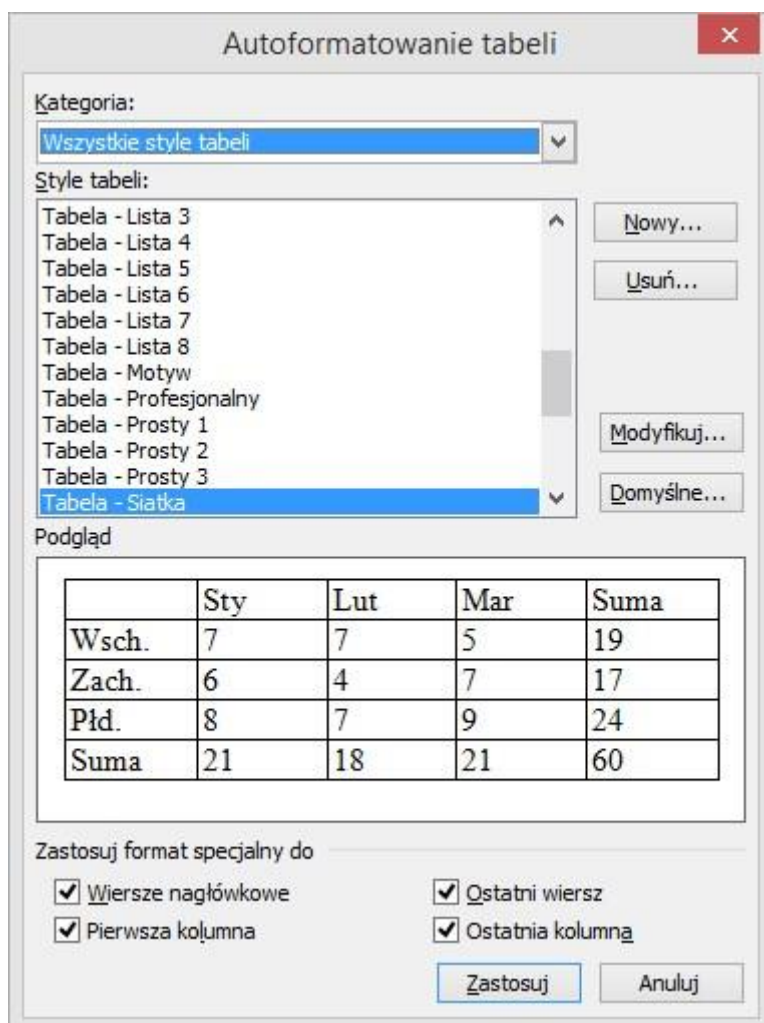 Autoformatowanie tabeli
Kategoria:
Wszystkie style tabeli
Style tabeli:
Tabela - Lista 3
Tabela - Lista 4
Tabela - Lista 5
Tabela - Lista 6
Tabela - Lista 7
Tabela - Lista 8
Tabela - Motyw
Tabela - Profesjonalny
Tabela - Prosty 1
Tabela - Prosty 2
Tabela - Prosty 3
Tabela - Siatka
Nowy...
Usuń...
Modyfikuj...
Domyślne...
Podgląd
Sty Lut Mar Suma
Wsch. 7 7 5 19
Zach. 6 4 7 17
Płd. 8 7 9 24
Suma 21 18 21 60
Zastosuj format specjalny do
Wiersze nagłówkowe Ostatni wiersz
Pierwsza kolumna Ostatnia kolumna
Zastosuj Anuluj